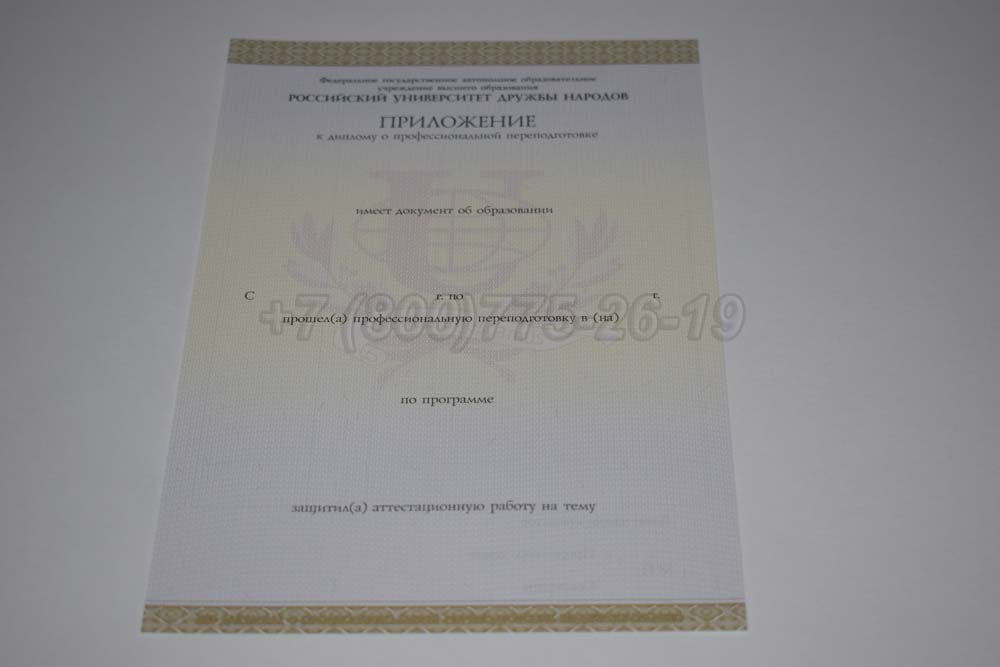 Федеральное государственное автономное образовательное
учреждение высшего образования
РОССИЙСКИЙ УНИВЕРСИТЕТ ДРУЖБЫ НАРОДОВ
ПРИЛОЖЕНИЕ
к диплому о профессиональной переподготовке
имеет документ об образовании
С г. по г.
+7 (800)775-26-19
прошел(а) профессиональную переподготовку в (на)
по программе
защитил(а) аттестационную работу на тему